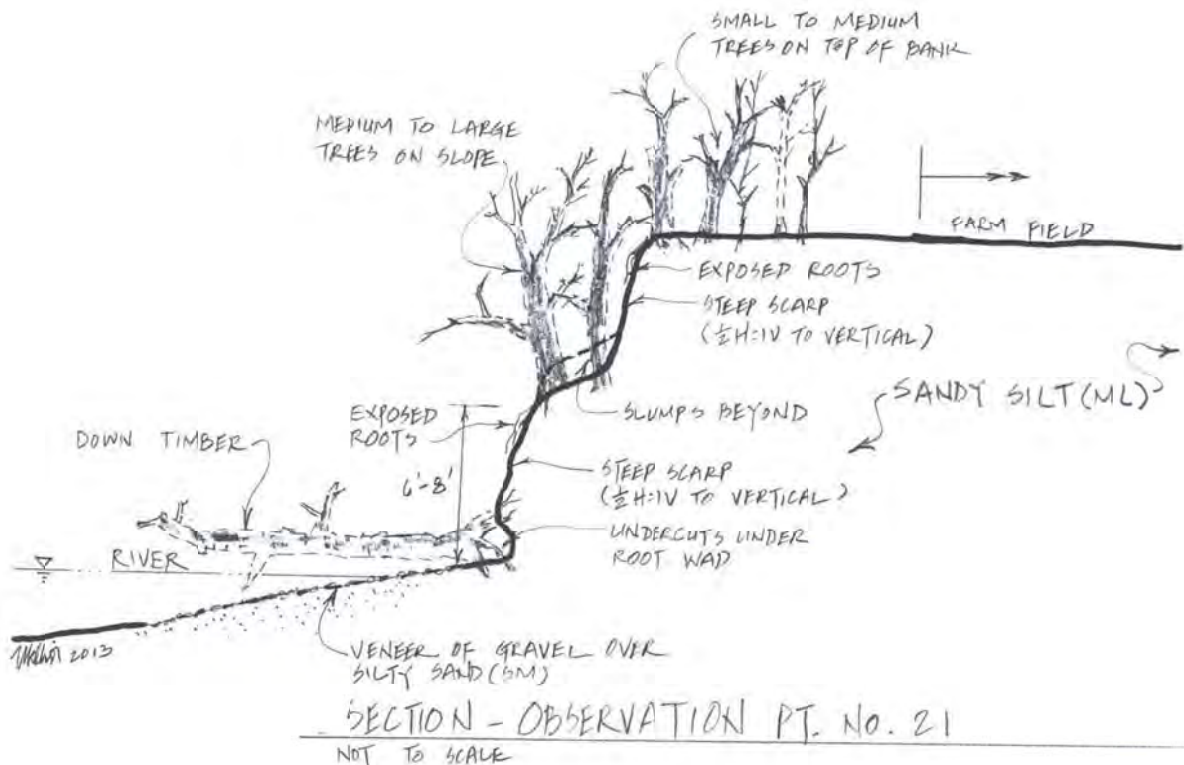 SMALL TO MEDIUM
TREES ON TOP OF BANK
MEDIUM TO LARGE
TREES ON SLOPE
FARM FIELD
EXPOSED ROOTS
STEEP SCARP
(½H:1V TO VERTICAL)
SANDY SILT (ML)
SLUMPS BEYOND
EXPOSED
ROOTS
DOWN TIMBER
6'-8'
STEEP SCARP
(½H:1V TO VERTICAL)
UNDERCUTS UNDER
ROOT WAD
RIVER
2013
VENEER OF GRAVEL OVER
SILTY SAND (SM)
SECTION - OBSERVATION PT. NO. 21
NOT TO SCALE